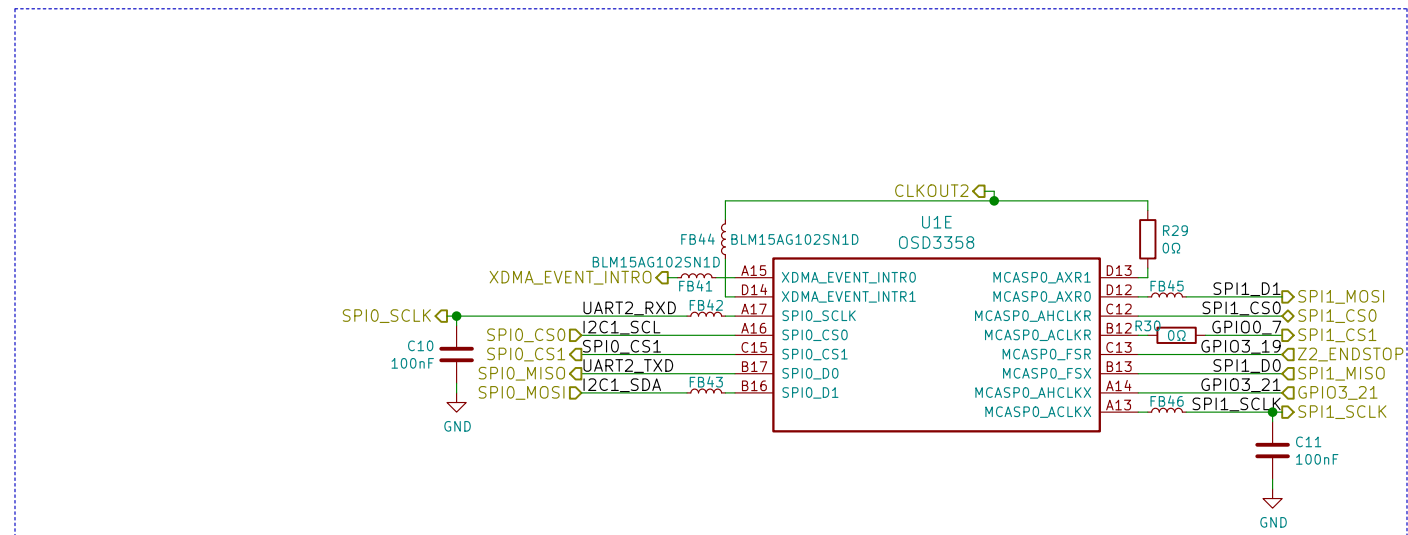 CLKOUT2
U1E
OSD3358
R29
0Ω
FB44
BLM15AG102SN1D
BLM15AG102SN1D
XDMA_EVENT_INTR0
FB41
A15
XDMA_EVENT_INTR0
MCASP0_AXR1
D13
D14
XDMA_EVENT_INTR1
MCASP0_AXR0
D12
FB45
SPI1_D1
SPI1_MOSI
SPI0_SCLK
UART2_RXD
FB42
A17
SPI0_SCLK
MCASP0_AHCLKR
C12
SPI1_CS0
SPI1_CS0
SPI0_CS0
I2C1_SCL
A16
SPI0_CS0
MCASP0_ACLKR
B12
R30
0Ω
GPIO0_7
SPI1_CS1
C10
100nF
SPI0_CS1
SPI0_CS1
C15
SPI0_CS1
MCASP0_FSR
C13
GPIO3_19
Z2_ENDSTOP
SPI0_MISO
UART2_TXD
B17
SPI0_D0
MCASP0_FSX
B13
SPI1_D0
SPI1_MISO
SPI0_MOSI
I2C1_SDA
FB43
B16
SPI0_D1
MCASP0_AHCLKX
A14
GPIO3_21
GPIO3_21
MCASP0_ACLKX
A13
FB46
SPI1_SCLK
SPI1_SCLK
GND
C11
100nF
GND